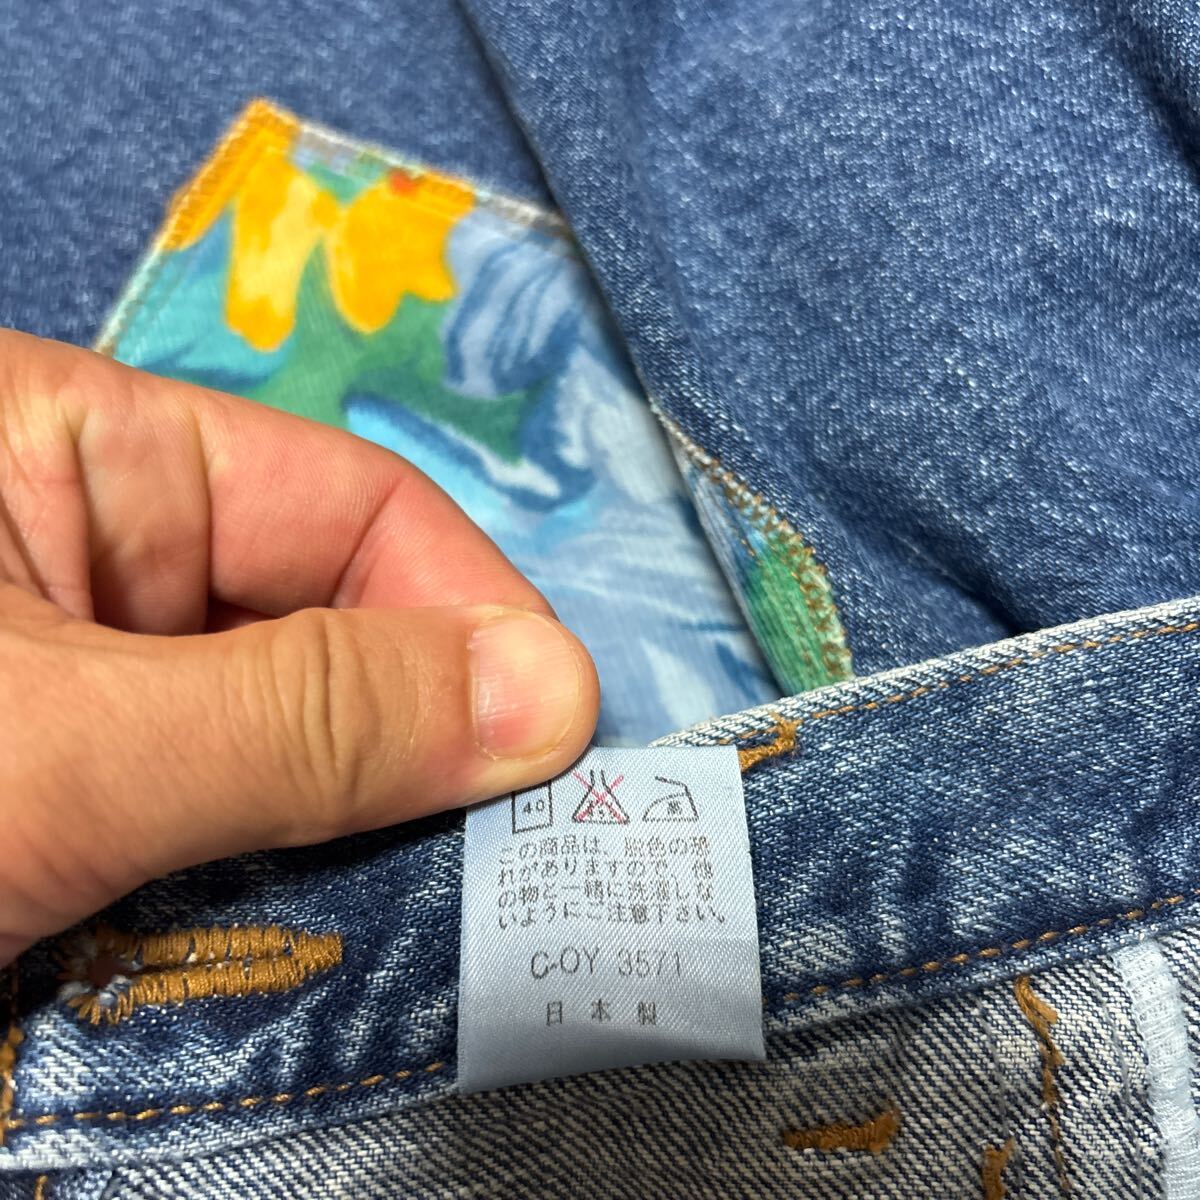 40
この商品は、脱色の恐
れがありますので、他
の物と一緒に洗濯しな
いようにご注意下さい。
C-OY 3571
日本製